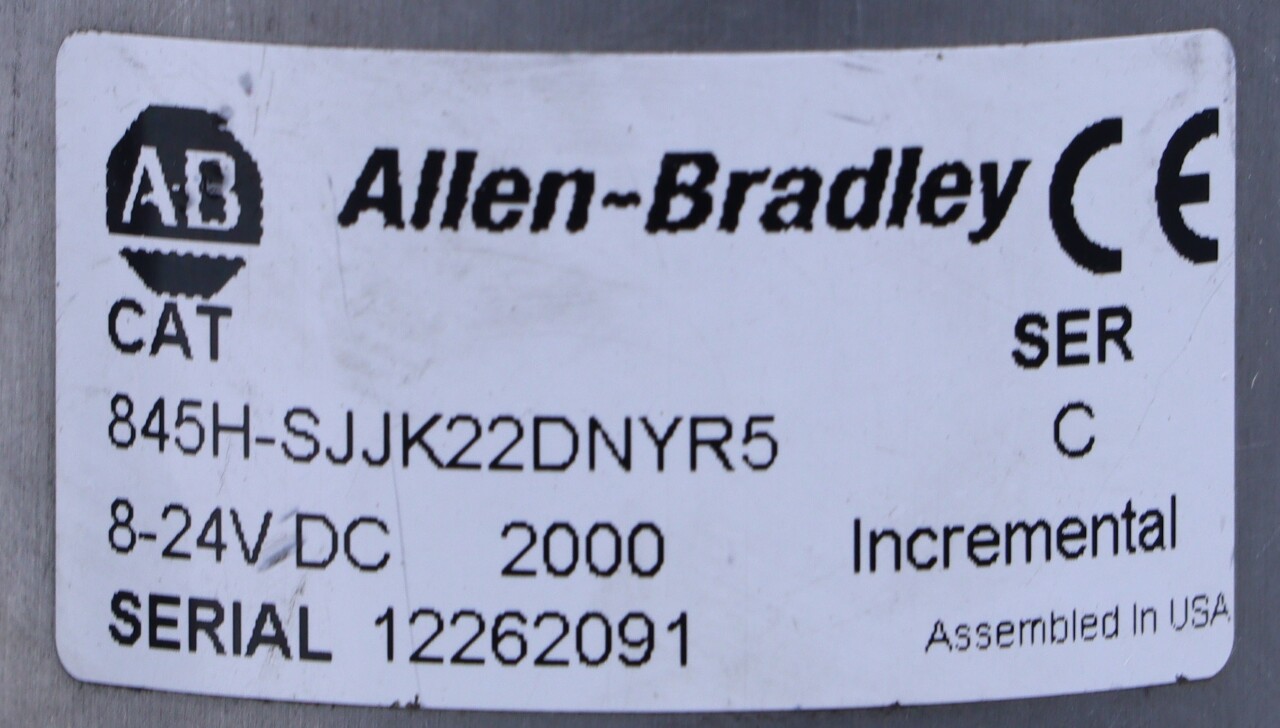 AB Allen-Bradley CE
CAT SER
845H-SJJK22DNYR5 C
8-24V DC 2000 Incremental
SERIAL 12262091 Assembled In USA